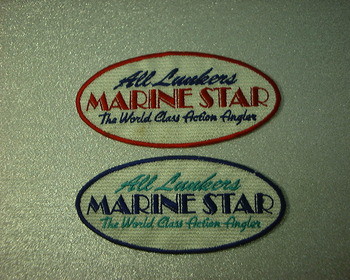 All Lunkers
MARINE STAR
The World Class Action Angler
All Lunkers
MARINE STAR
The World Class Action Angler